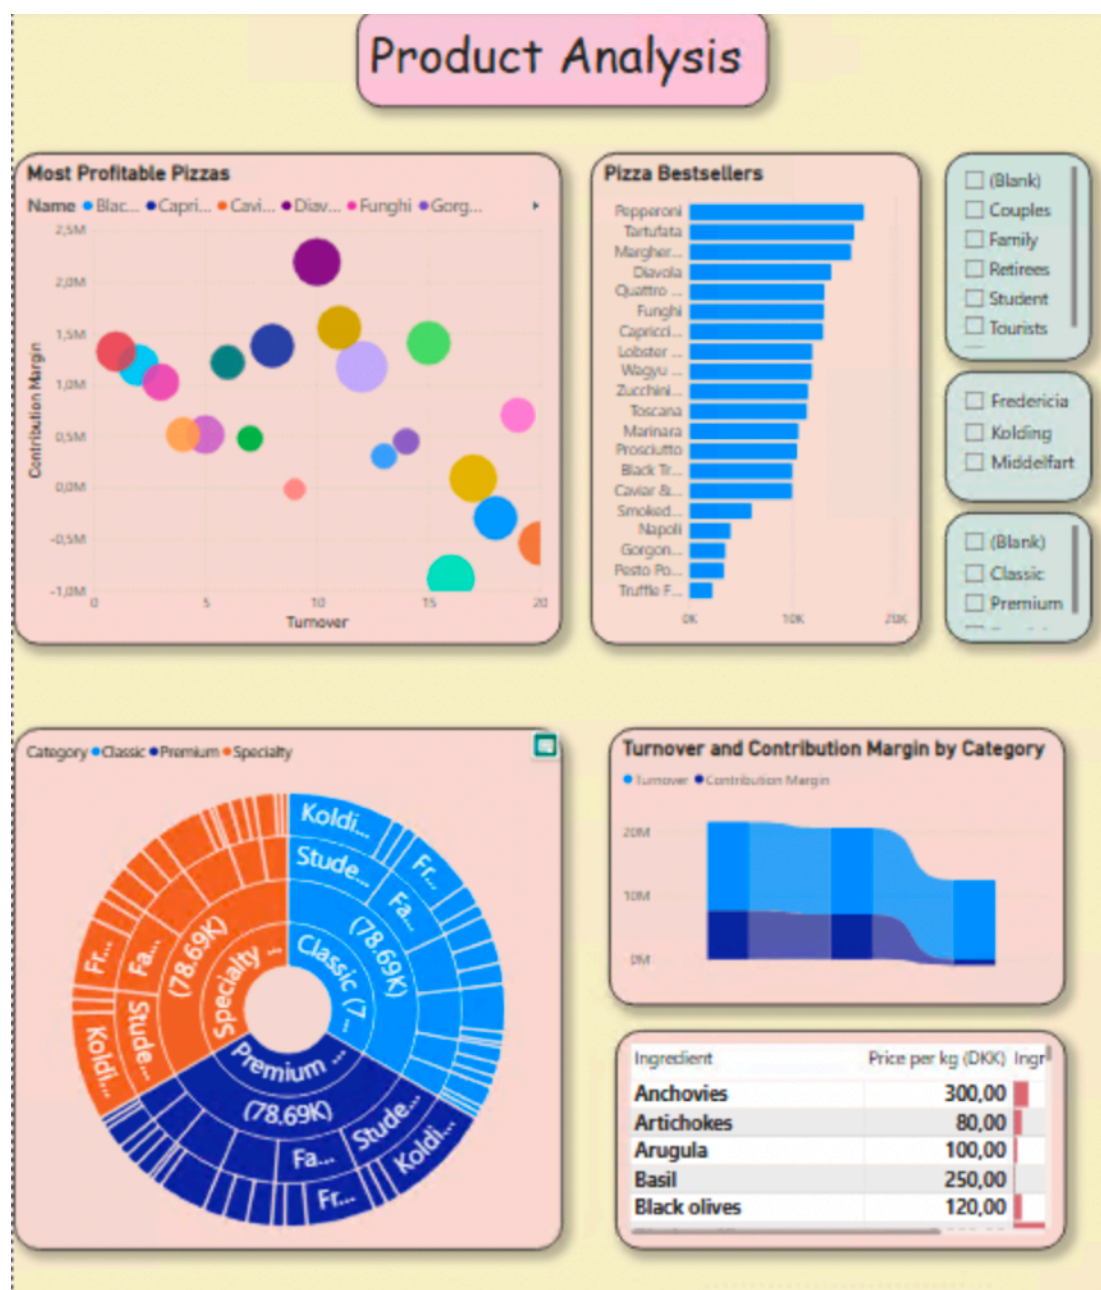 Product Analysis
Most Profitable Pizzas
Name Blac... Capri... Cavi... Diav... Funghi Gorg...
Contribution Margin
2,5M
2,0M
1,5M
1,0M
0,5M
0,0M
-0,5M
-1,0M
0 5 10 15 20
Turnover
Pizza Bestsellers
Pepperoni
Tartufata
Margher...
Diavola
Quattro ...
Funghi
Capricci...
Lobster ...
Wagyu ...
Zucchini...
Toscana
Marinara
Prosciutto
Black Tr...
Caviar &...
Smoked...
Napoli
Gorgon...
Pesto Po...
Truffle F...
0K 10K 20K
(Blank)
Couples
Family
Retirees
Student
Tourists
Fredericia
Kolding
Middelfart
(Blank)
Classic
Premium
Category Classic Premium Specialty
Koldi...
Stude...
Fr...
Fa...
(78.69K)
Classic (7...
Premium ...
(78.69K)
Stude...
Koldi...
Fa...
Fr...
Specialty ...
(78.69K)
Stude...
Koldi...
Fa...
Fr...
Turnover and Contribution Margin by Category
Turnover Contribution Margin
20M
10M
0M
Ingredient Price per kg (DKK) Ingr
Anchovies 300,00
Artichokes 80,00
Arugula 100,00
Basil 250,00
Black olives 120,00